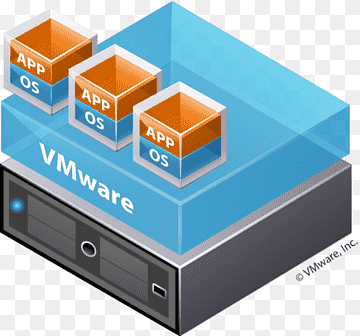 APP
OS
APP
OS
APP
OS
VMware
© VMware, Inc.